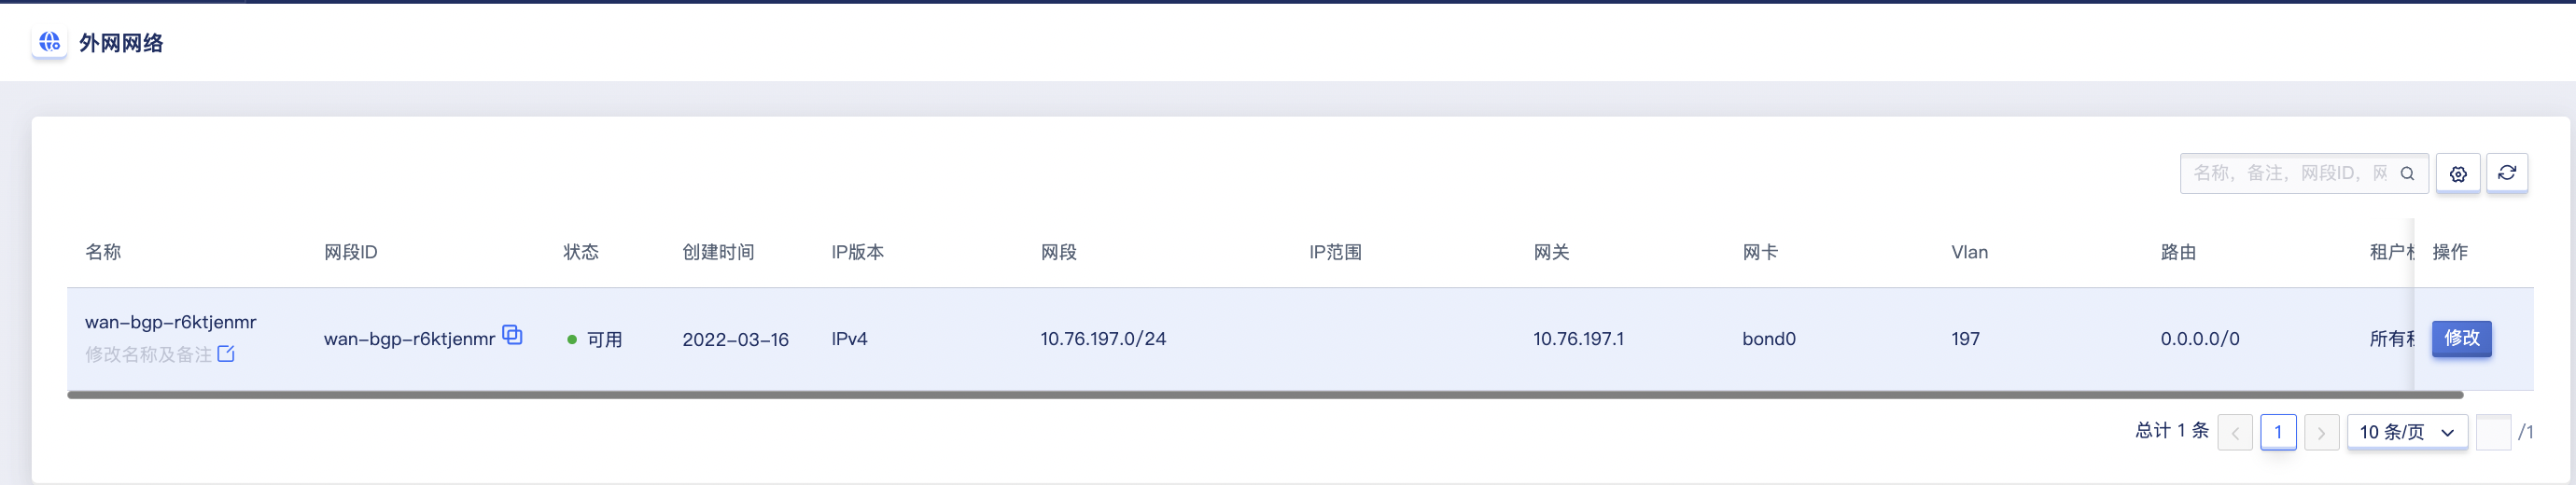 外网网络
名称，备注，网段ID，网
名称 网段ID 状态 创建时间 IP版本 网段 IP范围 网关 网卡 Vlan 路由 租户 操作
wan-bgp-r6ktjenmr
修改名称及备注
wan-bgp-r6ktjenmr 可用 2022-03-16 IPv4 10.76.197.0/24 10.76.197.1 bond0 197 0.0.0.0/0 所有 修改
总计 1 条 1 10 条/页 /1